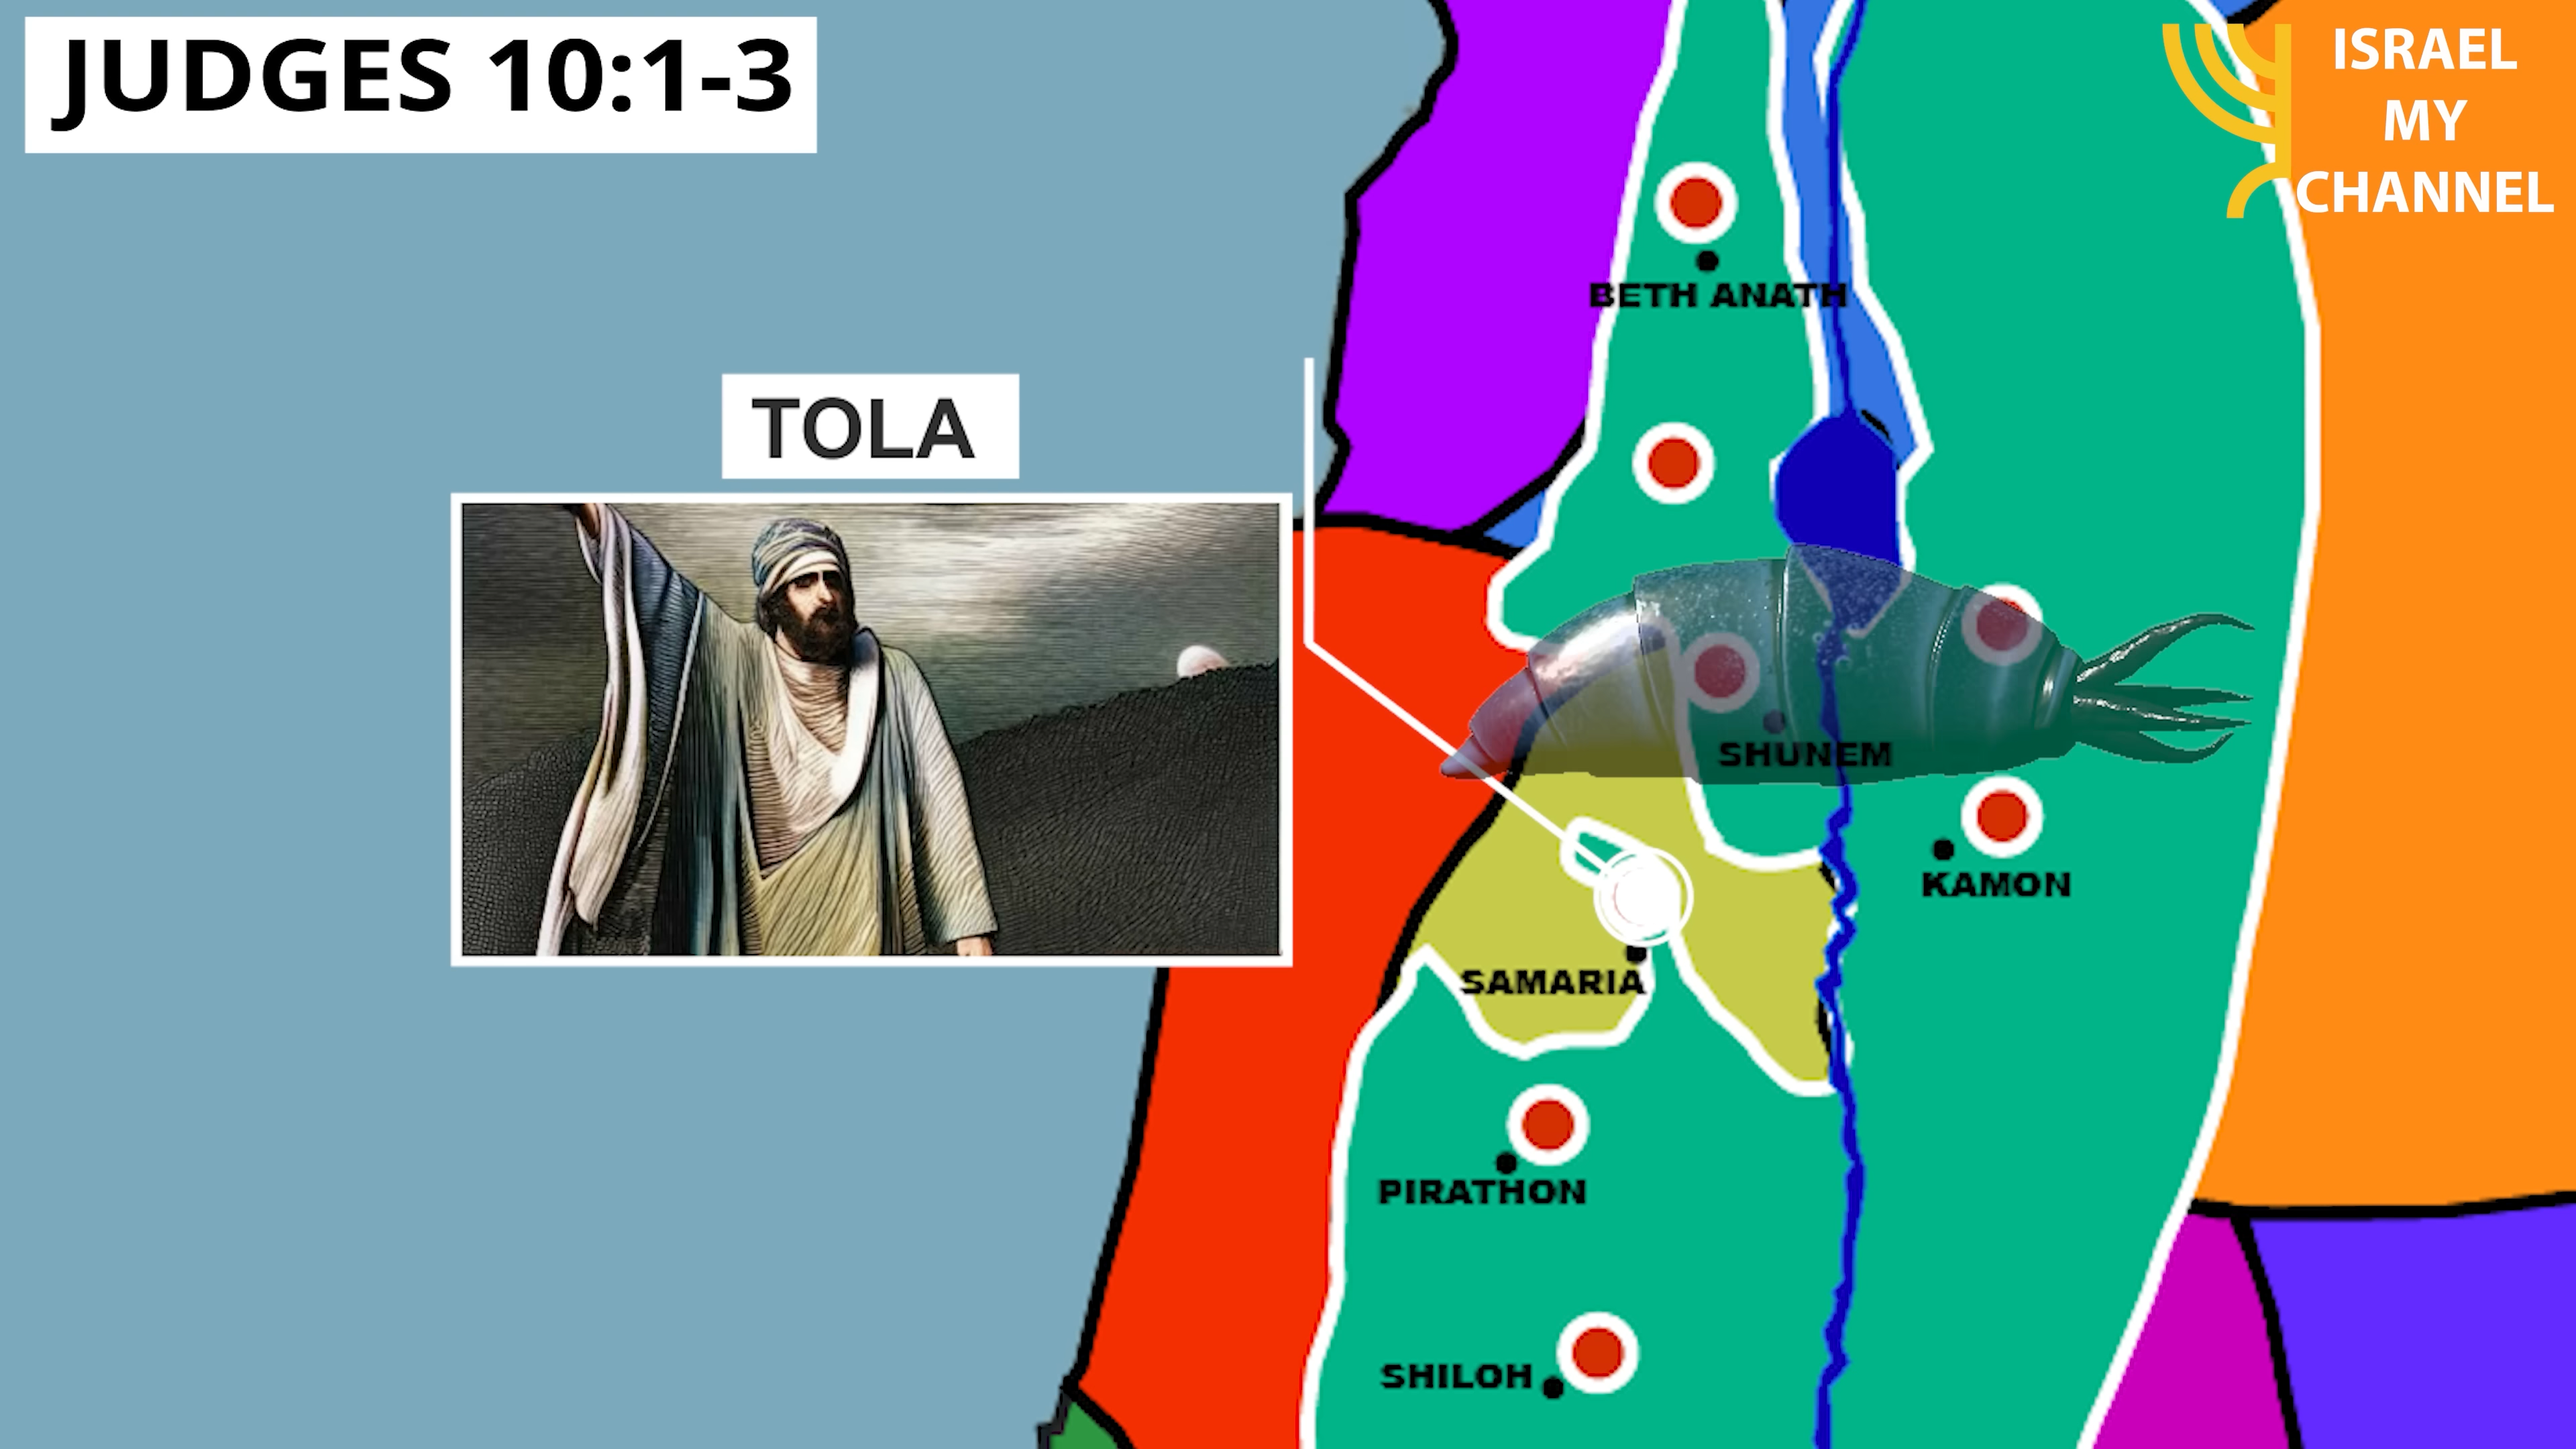 JUDGES 10:1-3
ISRAEL
MY
CHANNEL
BETH ANATH
TOLA
SHUNEM
KAMON
SAMARIA
PIRATHON
SHILOH